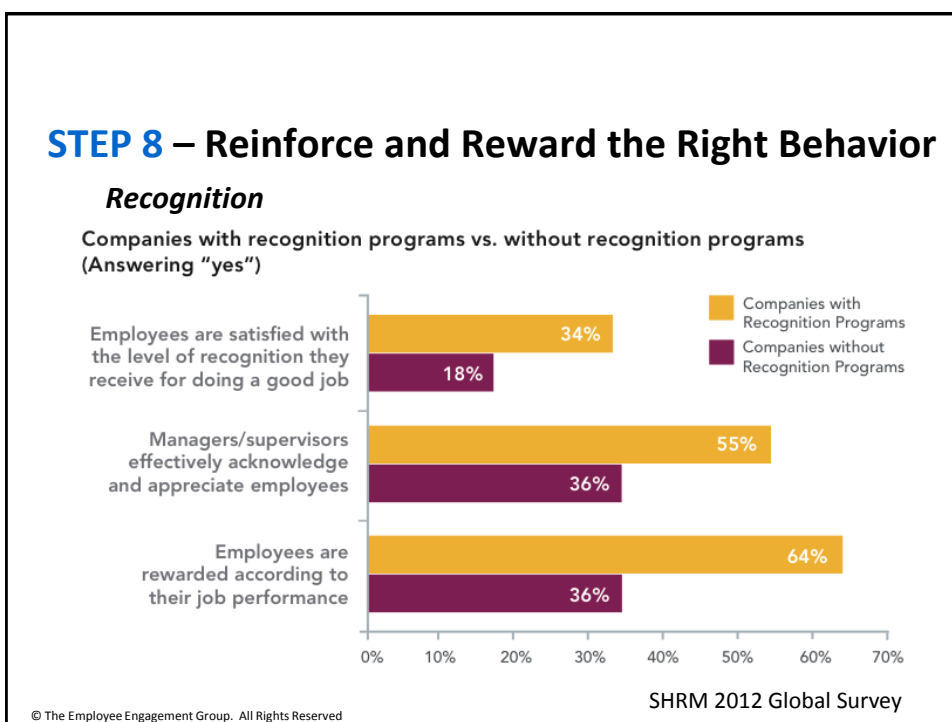 STEP 8 – Reinforce and Reward the Right Behavior
Recognition
Companies with recognition programs vs. without recognition programs
(Answering “yes”)
Companies with
Recognition Programs
Companies without
Recognition Programs
Employees are satisfied with
the level of recognition they
receive for doing a good job
34%
18%
Managers/supervisors
effectively acknowledge
and appreciate employees
55%
36%
Employees are
rewarded according to
their job performance
64%
36%
0% 10% 20% 30% 40% 50% 60% 70%
SHRM 2012 Global Survey
© The Employee Engagement Group. All Rights Reserved